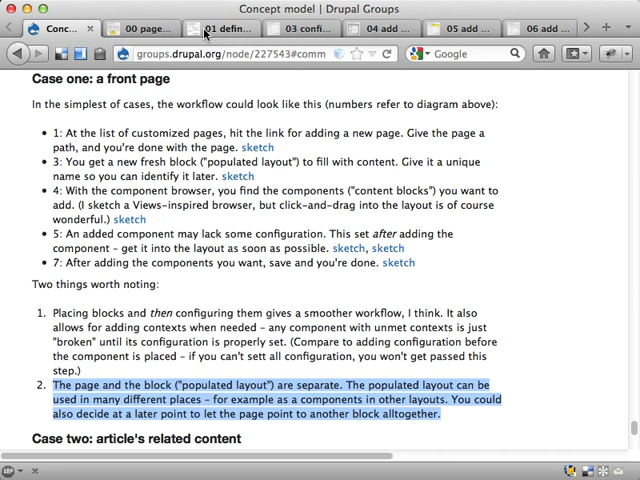 Concept model | Drupal Groups
Conc...
00 page...
01 defin...
03 confi...
04 add ...
05 add ...
06 add ...
groups.drupal.org/node/227543#comm
Google
Case one: a front page
In the simplest of cases, the workflow could look like this (numbers refer to diagram above):
• 1: At the list of customized pages, hit the link for adding a new page. Give the page a
path, and you're done with the page. sketch
• 3: You get a new fresh block ("populated layout") to fill with content. Give it a unique
name so you can identify it later. sketch
• 4: With the component browser, you find the components ("content blocks") you want to
add. (I sketch a Views-inspired browser, but click-and-drag into the layout is of course
wonderful.) sketch
• 5: An added component may lack some configuration. This set after adding the
component – get it into the layout as soon as possible. sketch, sketch
• 7: After adding the components you want, save and you're done. sketch
Two things worth noting:
1. Placing blocks and then configuring them gives a smoother workflow, I think. It also
allows for adding contexts when needed – any component with unmet contexts is just
"broken" until its configuration is properly set. (Compare to adding configuration before
the component is placed – if you can't sett all configuration, you won't get passed this
step.)
2. The page and the block ("populated layout") are separate. The populated layout can be
used in many different places – for example as a components in other layouts. You could
also decide at a later point to let the page point to another block alltogether.
Case two: article's related content
ABP